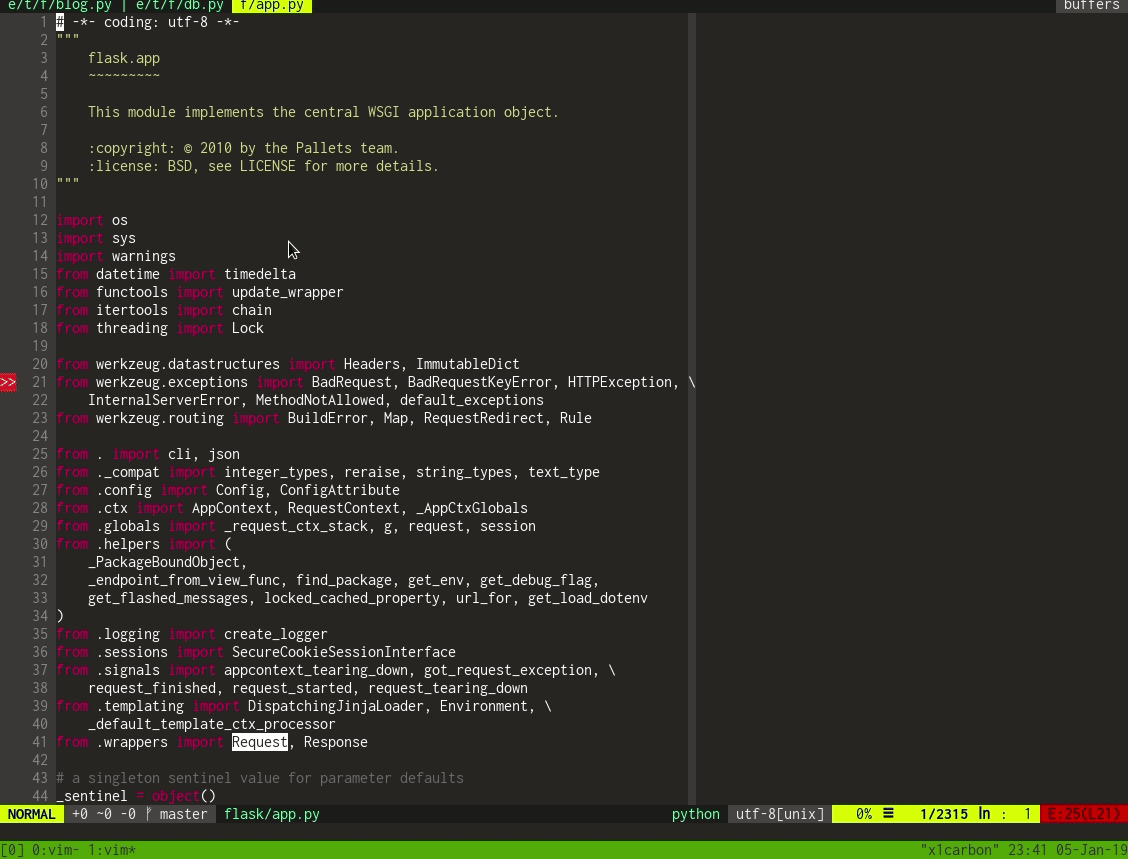 e/t/f/blog.py | e/t/f/db.py f/app.py buffers
1 # -*- coding: utf-8 -*-
2 """
3     flask.app
4     ~~~~~~~~~
5
6     This module implements the central WSGI application object.
7
8     :copyright: © 2010 by the Pallets team.
9     :license: BSD, see LICENSE for more details.
10 """
11
12 import os
13 import sys
14 import warnings
15 from datetime import timedelta
16 from functools import update_wrapper
17 from itertools import chain
18 from threading import Lock
19
20 from werkzeug.datastructures import Headers, ImmutableDict
>> 21 from werkzeug.exceptions import BadRequest, BadRequestKeyError, HTTPException, \
22     InternalServerError, MethodNotAllowed, default_exceptions
23 from werkzeug.routing import BuildError, Map, RequestRedirect, Rule
24
25 from . import cli, json
26 from ._compat import integer_types, reraise, string_types, text_type
27 from .config import Config, ConfigAttribute
28 from .ctx import AppContext, RequestContext, _AppCtxGlobals
29 from .globals import _request_ctx_stack, g, request, session
30 from .helpers import (
31     _PackageBoundObject,
32     _endpoint_from_view_func, find_package, get_env, get_debug_flag,
33     get_flashed_messages, locked_cached_property, url_for, get_load_dotenv
34 )
35 from .logging import create_logger
36 from .sessions import SecureCookieSessionInterface
37 from .signals import appcontext_tearing_down, got_request_exception, \
38     request_finished, request_started, request_tearing_down
39 from .templating import DispatchingJinjaLoader, Environment, \
40     _default_template_ctx_processor
41 from .wrappers import Request, Response
42
43 # a singleton sentinel value for parameter defaults
44 _sentinel = object()
NORMAL +0 ~0 -0 ᚠ master flask/app.py python utf-8[unix] 0% ☰ 1/2315 ln : 1 E:25(L21)
[0] 0:vim- 1:vim* "x1carbon" 23:41 05-Jan-19